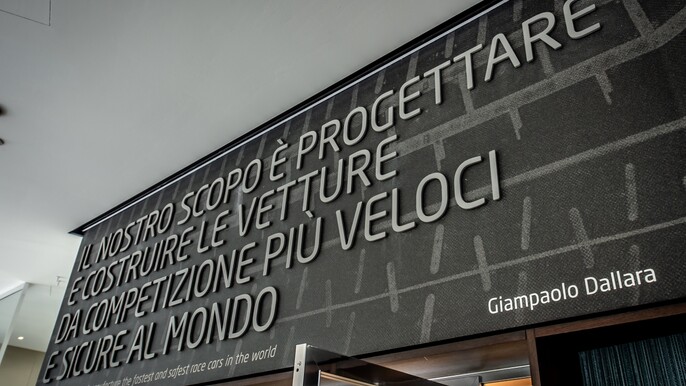 IL NOSTRO SCOPO È PROGETTARE
E COSTRUIRE LE VETTURE
DA COMPETIZIONE PIÙ VELOCI
E SICURE AL MONDO
the fastest and safest race cars in the world
Giampaolo Dallara